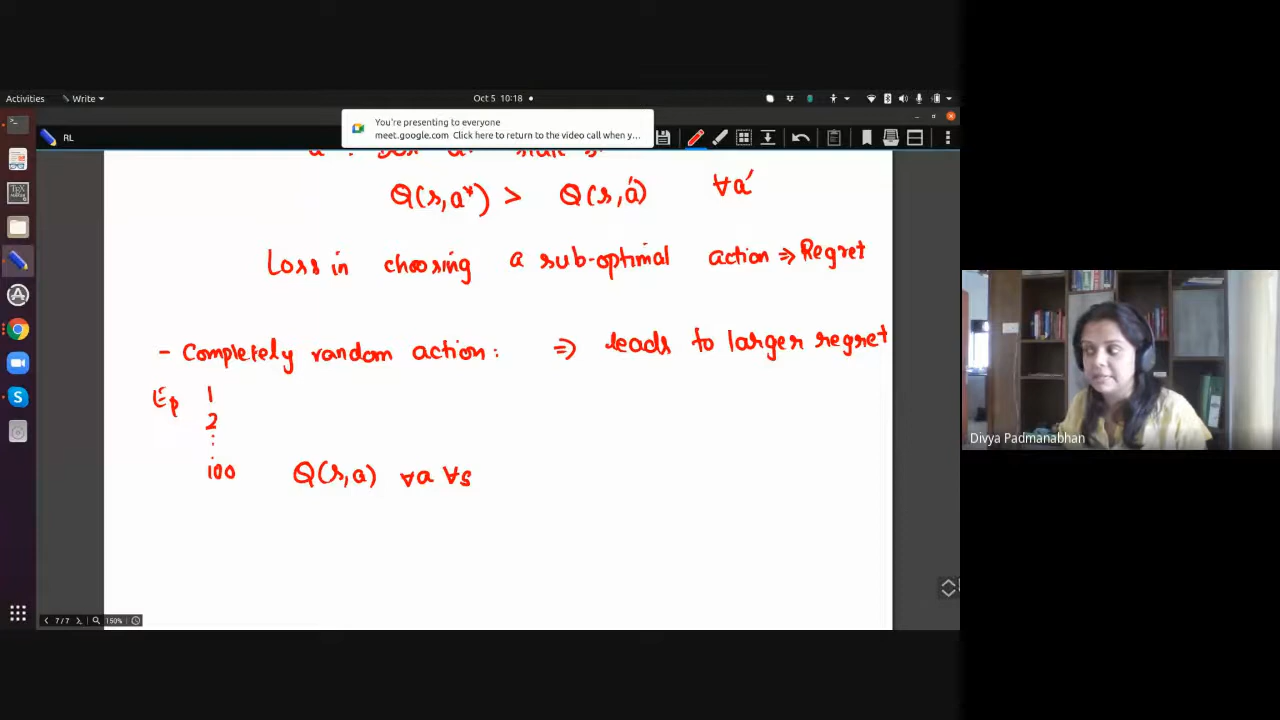 Activities Write Oct 5 10:18
You're presenting to everyone
meet.google.com Click here to return to the video call when y...
RL
Q(s,a*) > Q(s,a') ∀a'
Loss in choosing a sub-optimal action ⇒ Regret
- Completely random action: ⇒ leads to larger regret
Ep 1
2
⋮
100 Q(s,a) ∀a ∀s
Divya Padmanabhan
7/7 150%